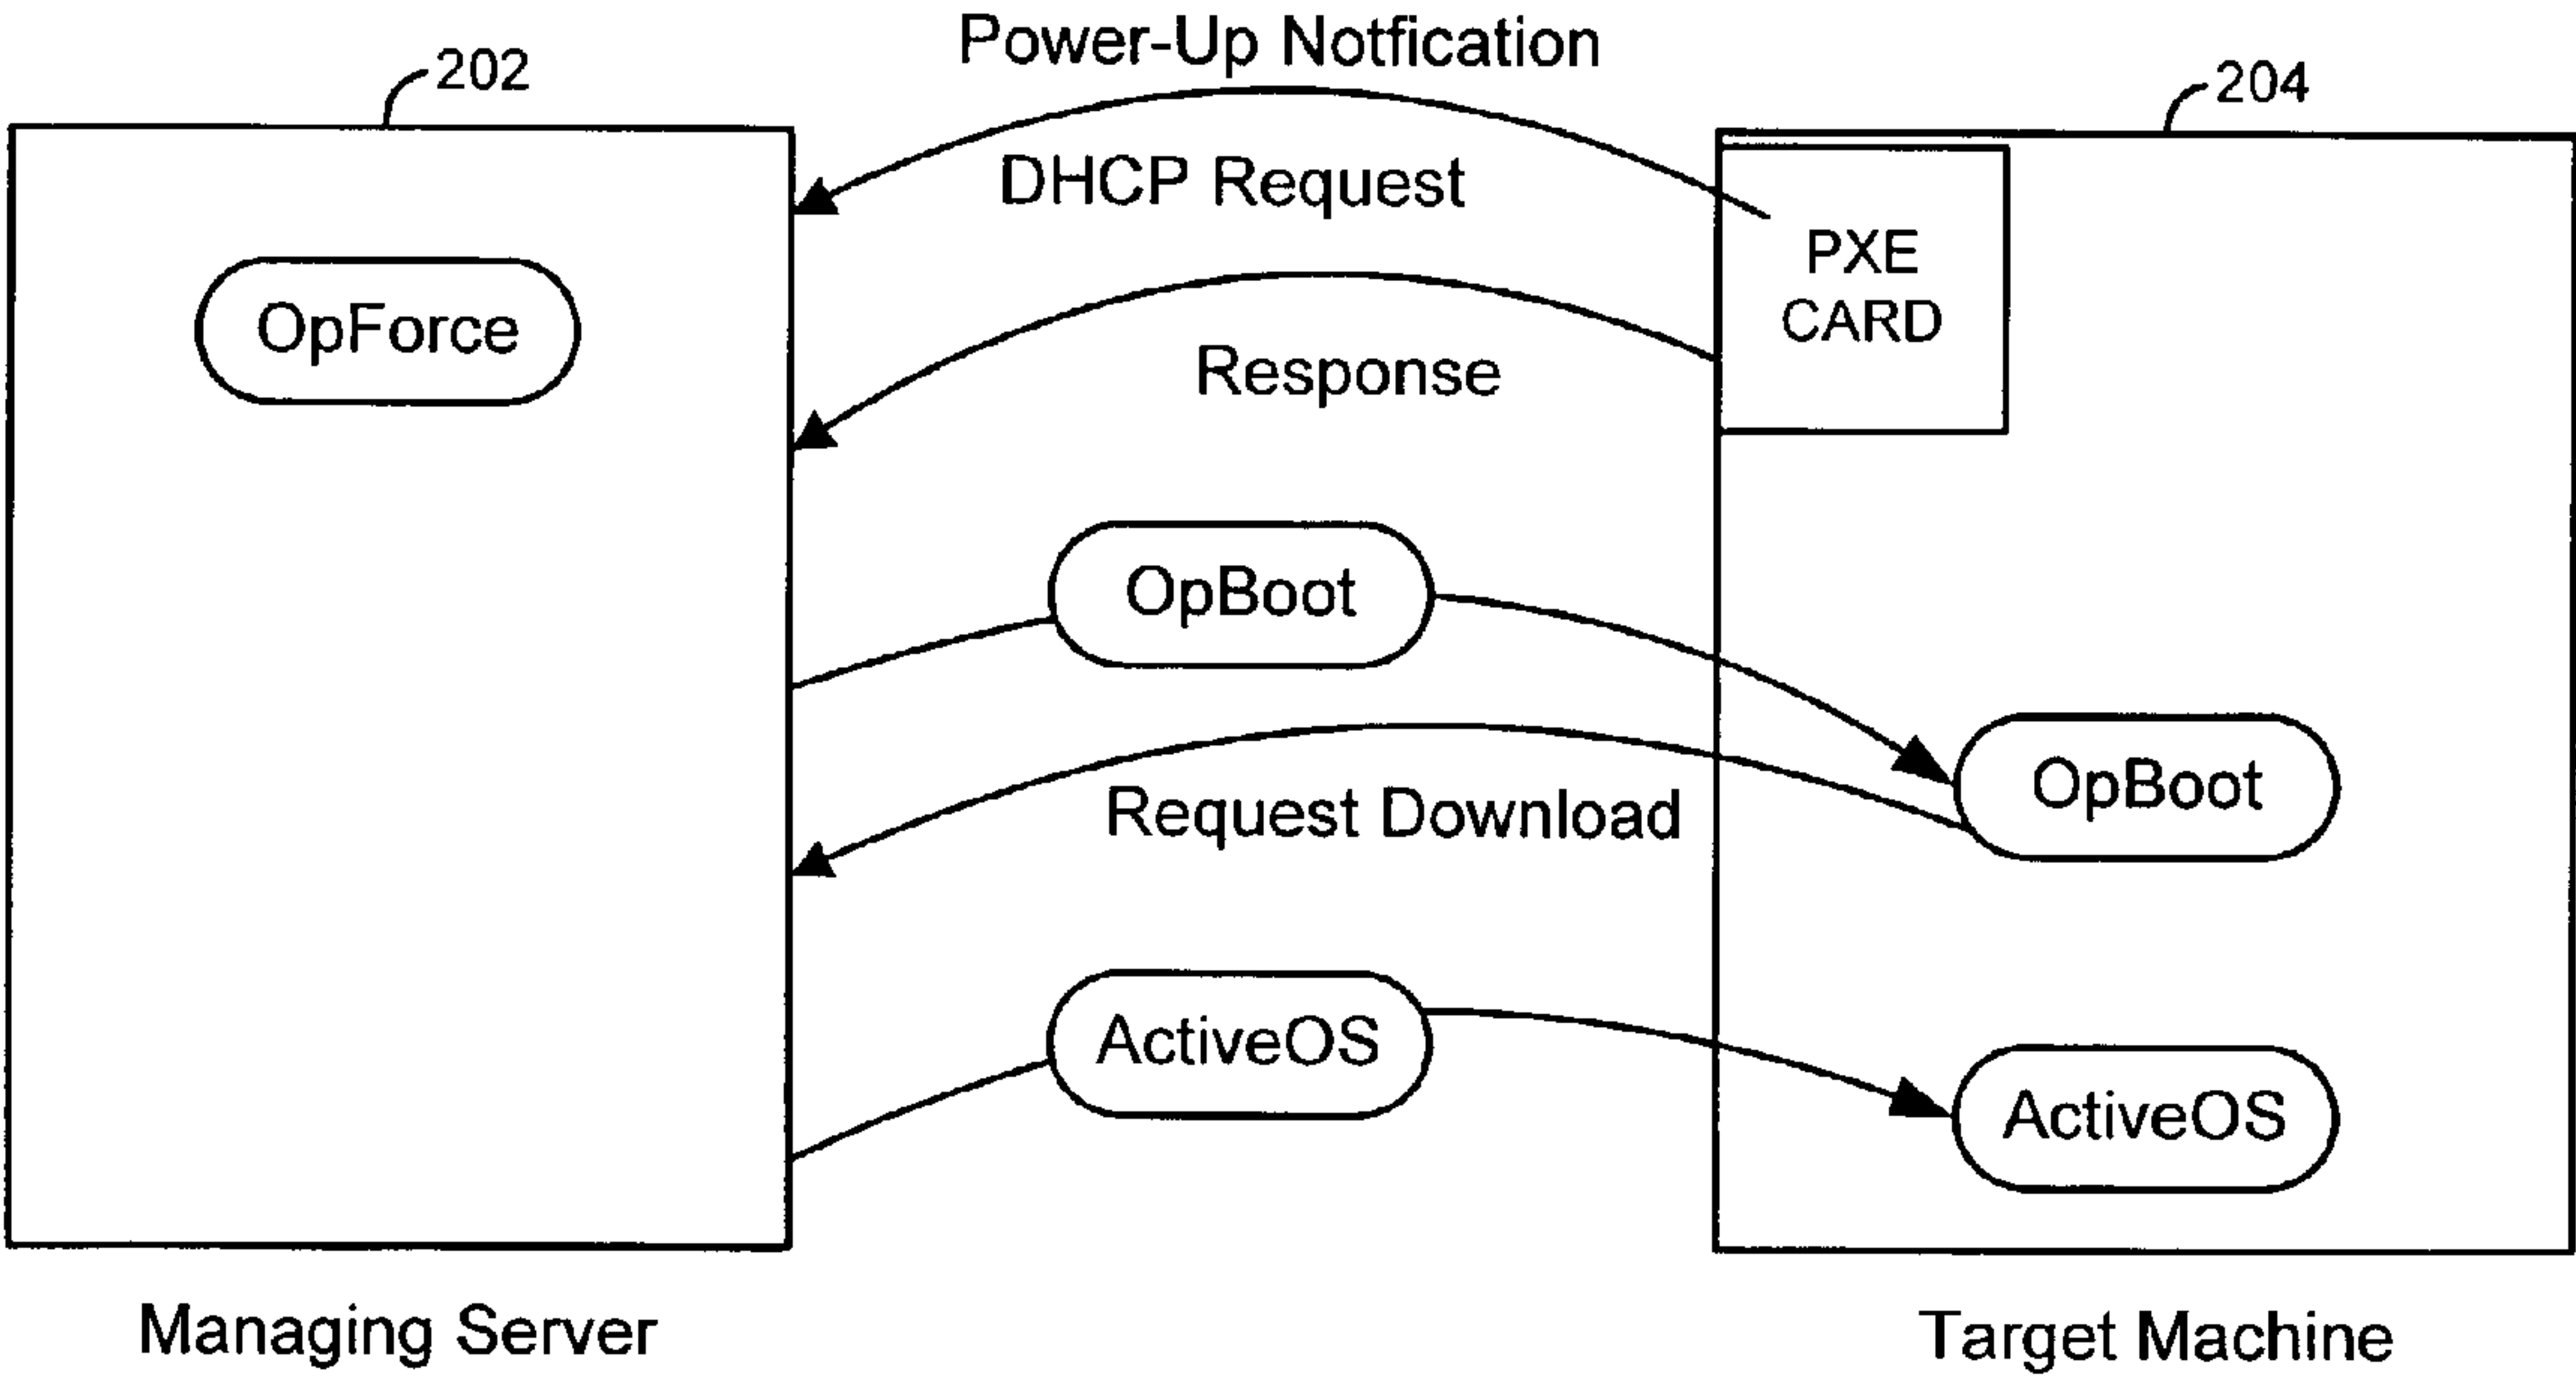 Power-Up Notfication
202
204
DHCP Request
PXE
CARD
OpForce
Response
OpBoot
OpBoot
Request Download
ActiveOS
ActiveOS
Managing Server
Target Machine